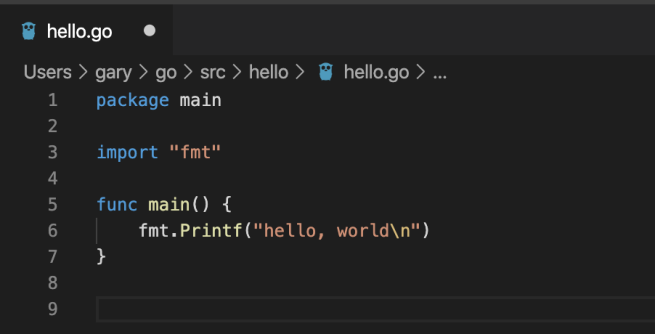 hello.go
Users > gary > go > src > hello > hello.go > ...
1 package main
2
3 import "fmt"
4
5 func main() {
6     fmt.Printf("hello, world\n")
7 }
8
9